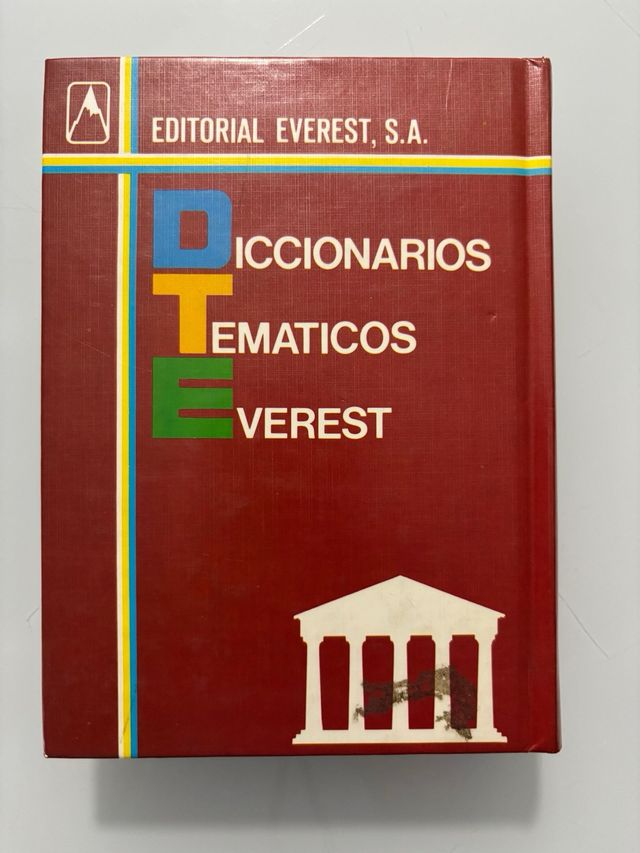 EDITORIAL EVEREST, S.A.
DICCIONARIOS
TEMATICOS
EVEREST